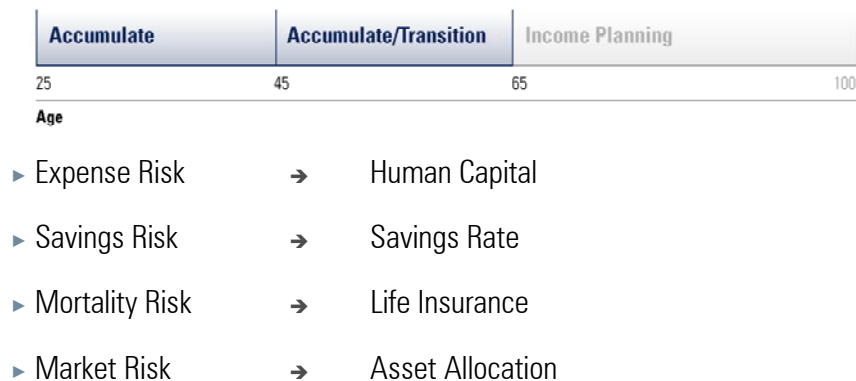 Accumulate Accumulate/Transition Income Planning
25 45 65 100
Age
► Expense Risk → Human Capital
► Savings Risk → Savings Rate
► Mortality Risk → Life Insurance
► Market Risk → Asset Allocation